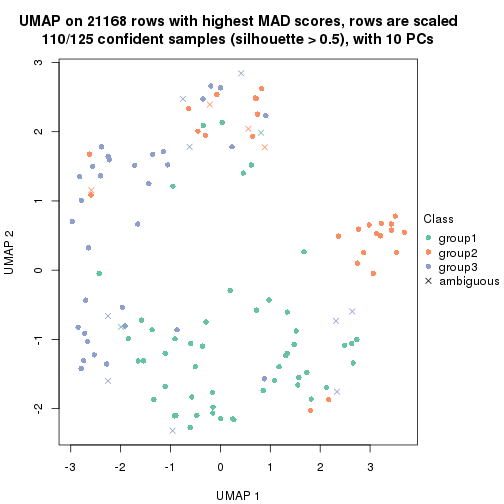 UMAP on 21168 rows with highest MAD scores, rows are scaled
110/125 confident samples (silhouette > 0.5), with 10 PCs
3
2
1
0
-1
-2
UMAP 2
-3
-2
-1
0
1
2
3
UMAP 1
Class
group1
group2
group3
ambiguous